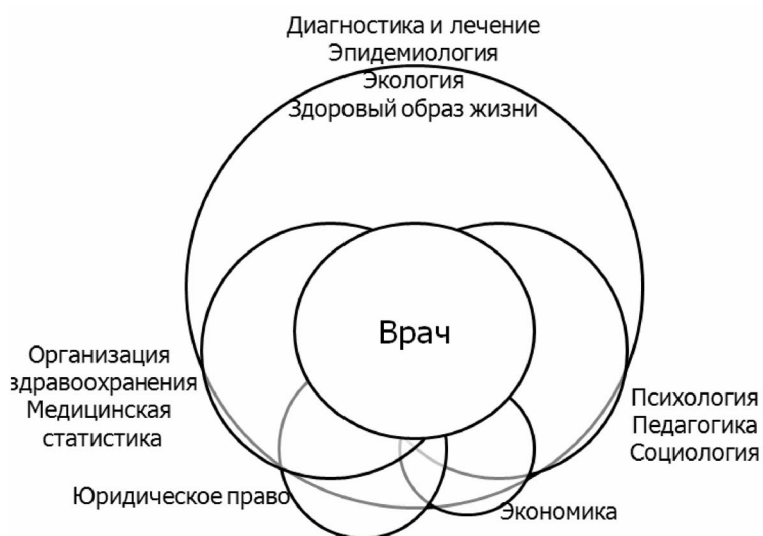 Диагностика и лечение
Эпидемиология
Экология
Здоровый образ жизни
Врач
Организация
здравоохранения
Медицинская
статистика
Психология
Педагогика
Социология
Юридическое право
Экономика